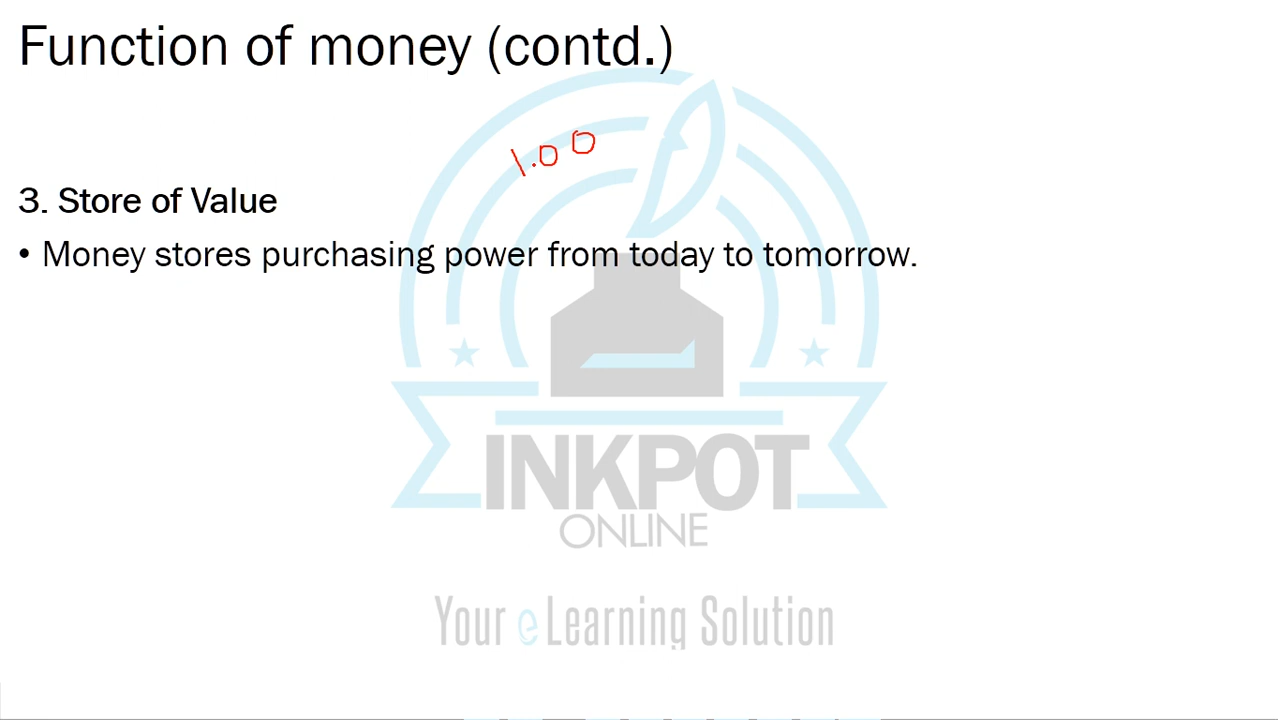 Function of money (contd.)
1.00
3. Store of Value
• Money stores purchasing power from today to tomorrow.
INKPOT
ONLINE
Your eLearning Solution